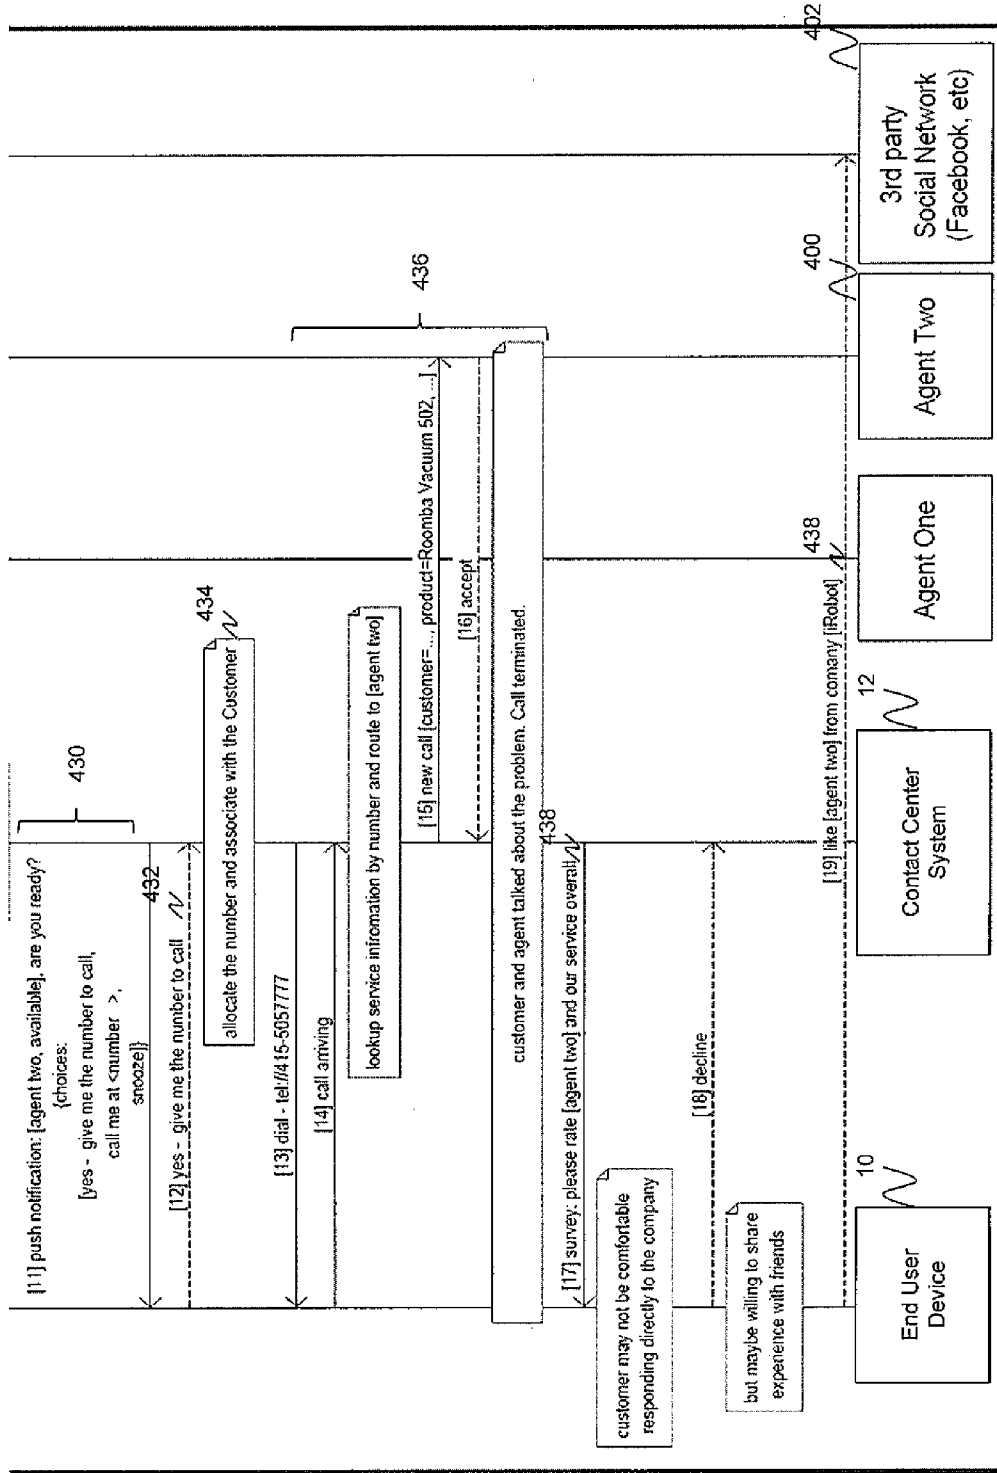 [11] push notification: [agent two, available], are you ready?
{choices:
[yes - give me the number to call,
call me at <number >,
snooze]}
430
432
[12] yes - give me the number to call
434
allocate the number and associate with the Customer
[13] dial - tel://415-5057777
[14] call arriving
lookup service infromation by number and route to [agent two]
436
[15] new call [customer=..., product=Roomba Vacuum 502, ...]
[16] accept
customer and agent talked about the problem. Call terminated.
438
[17] survey: please rate [agent two] and our service overall
customer may not be comfortable
responding directly to the company
[18] decline
but maybe willing to share
experience with friends
438
[19] like [agent two] from comany [iRobot]
10
End User
Device
12
Contact Center
System
Agent One
400
Agent Two
402
3rd party
Social Network
(Facebook, etc)